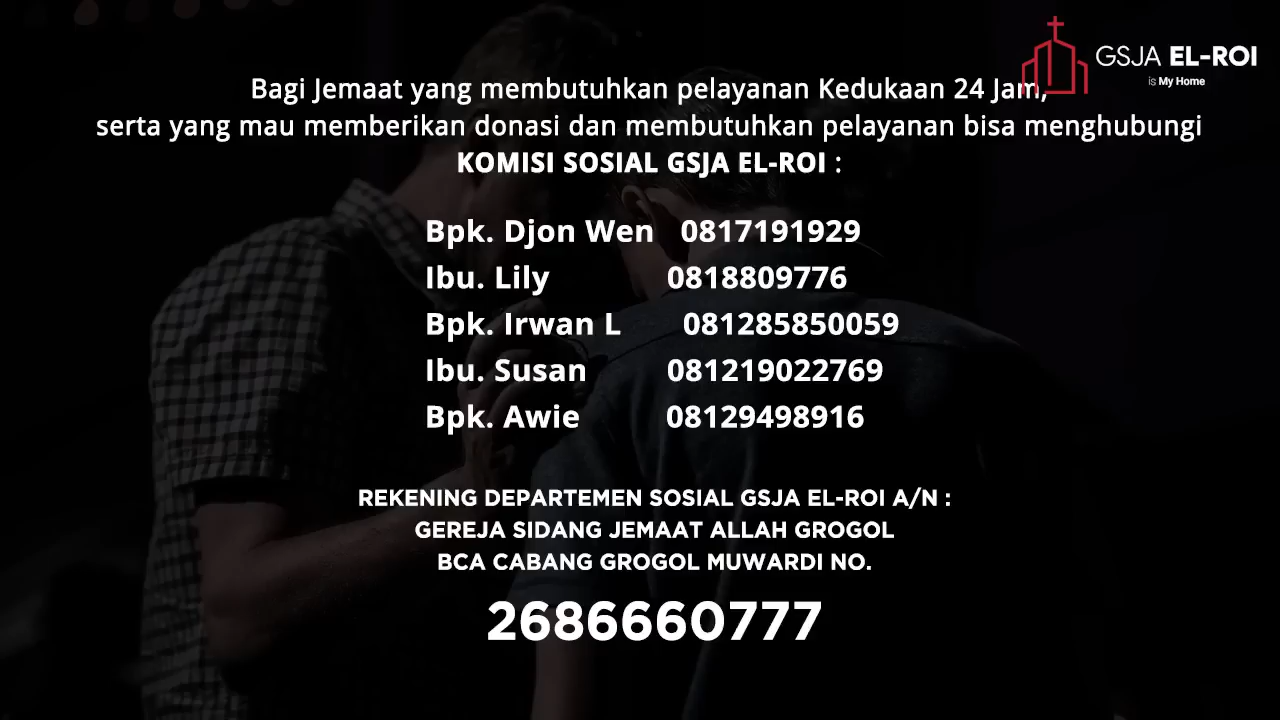 GSJA EL-ROI
is My Home
Bagi Jemaat yang membutuhkan pelayanan Kedukaan 24 Jam,
serta yang mau memberikan donasi dan membutuhkan pelayanan bisa menghubungi
KOMISI SOSIAL GSJA EL-ROI :
Bpk. Djon Wen 0817191929
Ibu. Lily 0818809776
Bpk. Irwan L 081285850059
Ibu. Susan 081219022769
Bpk. Awie 08129498916
REKENING DEPARTEMEN SOSIAL GSJA EL-ROI A/N :
GEREJA SIDANG JEMAAT ALLAH GROGOL
BCA CABANG GROGOL MUWARDI NO.
2686660777